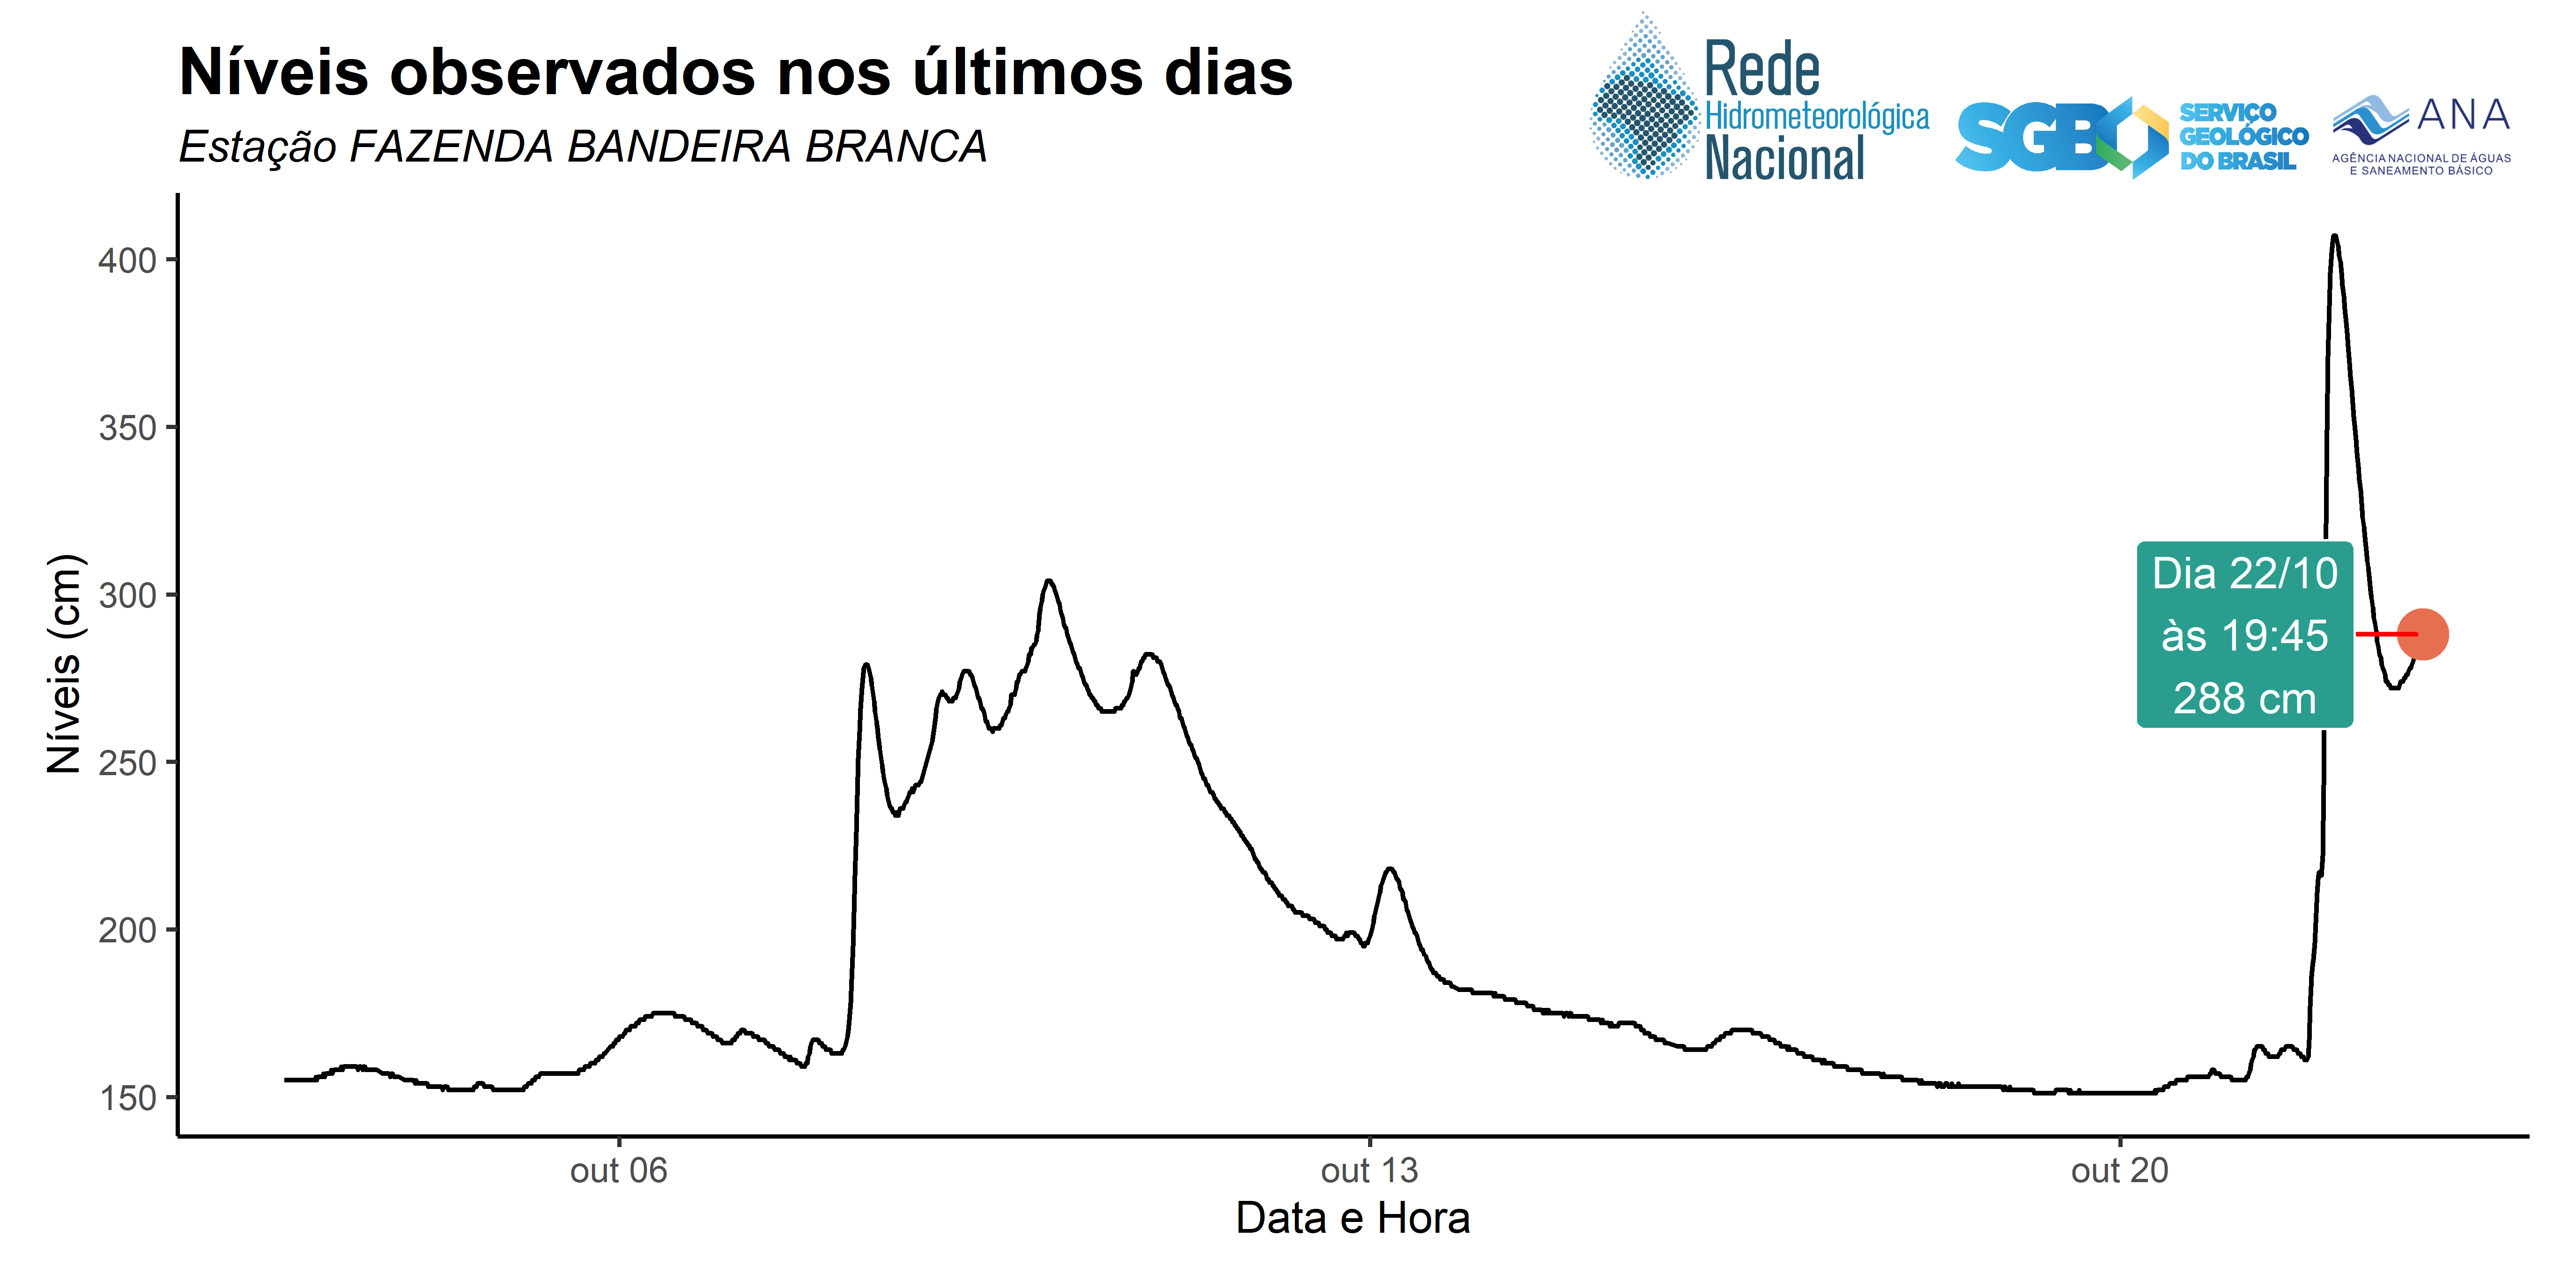 Níveis observados nos últimos dias
Estação FAZENDA BANDEIRA BRANCA
Rede
Hidrometeorológica
Nacional
SGB
SERVIÇO
GEOLÓGICO
DO BRASIL
ANA
AGÊNCIA NACIONAL DE ÁGUAS
E SANEAMENTO BÁSICO
Níveis (cm)
400
350
300
250
200
150
Dia 22/10
às 19:45
288 cm
out 06
out 13
out 20
Data e Hora